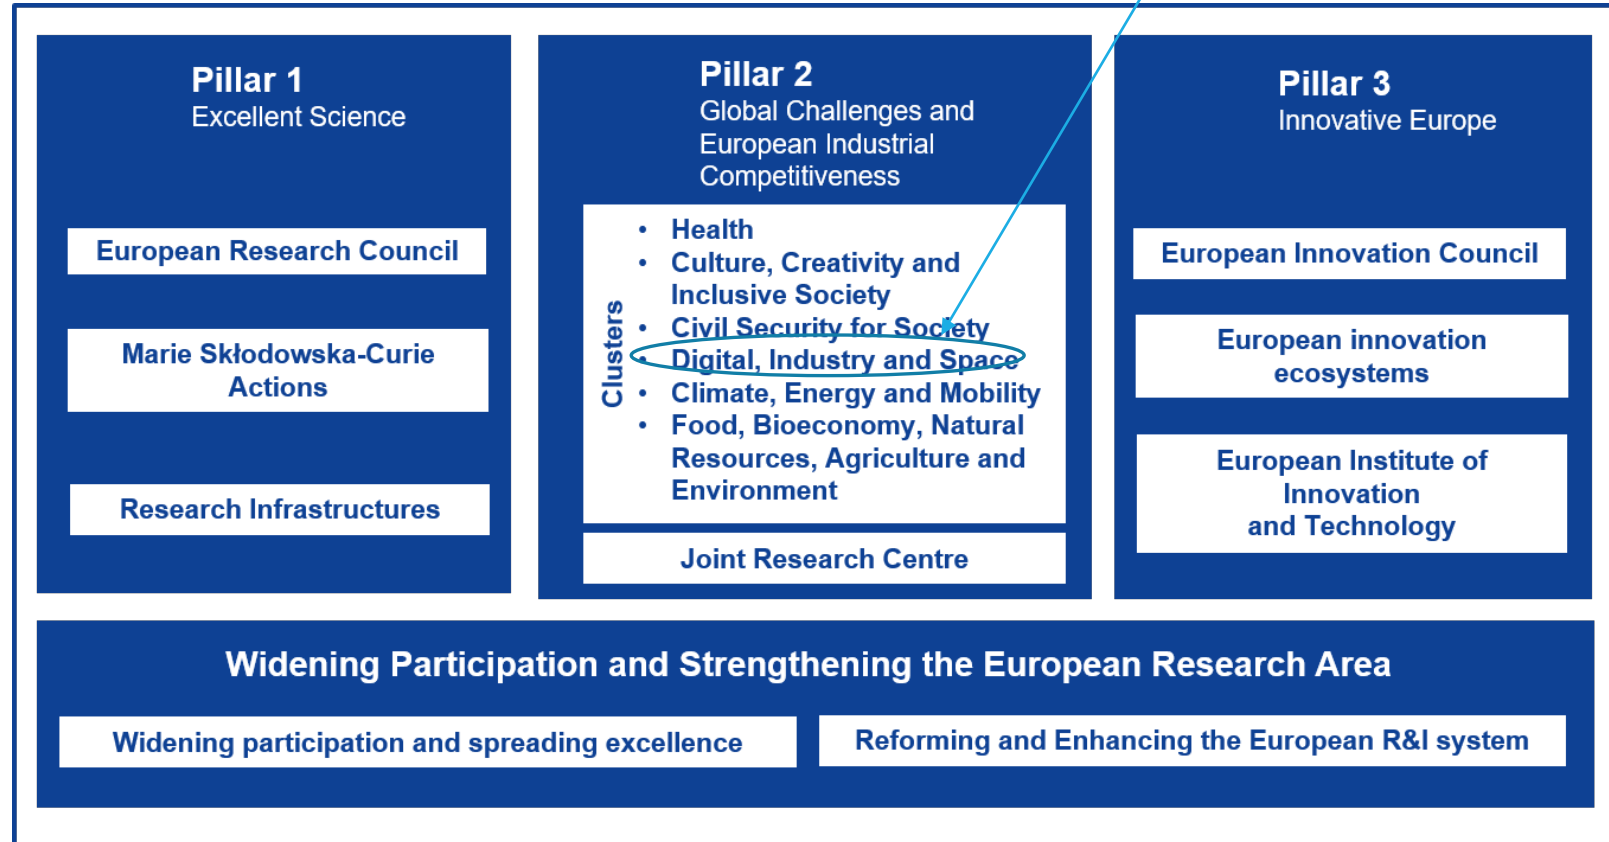 Pillar 1
Excellent Science
European Research Council
Marie Skłodowska-Curie
Actions
Research Infrastructures
Pillar 2
Global Challenges and
European Industrial
Competitiveness
Clusters
• Health
• Culture, Creativity and
Inclusive Society
• Civil Security for Society
• Digital, Industry and Space
• Climate, Energy and Mobility
• Food, Bioeconomy, Natural
Resources, Agriculture and
Environment
Joint Research Centre
Pillar 3
Innovative Europe
European Innovation Council
European innovation
ecosystems
European Institute of
Innovation
and Technology
Widening Participation and Strengthening the European Research Area
Widening participation and spreading excellence
Reforming and Enhancing the European R&I system